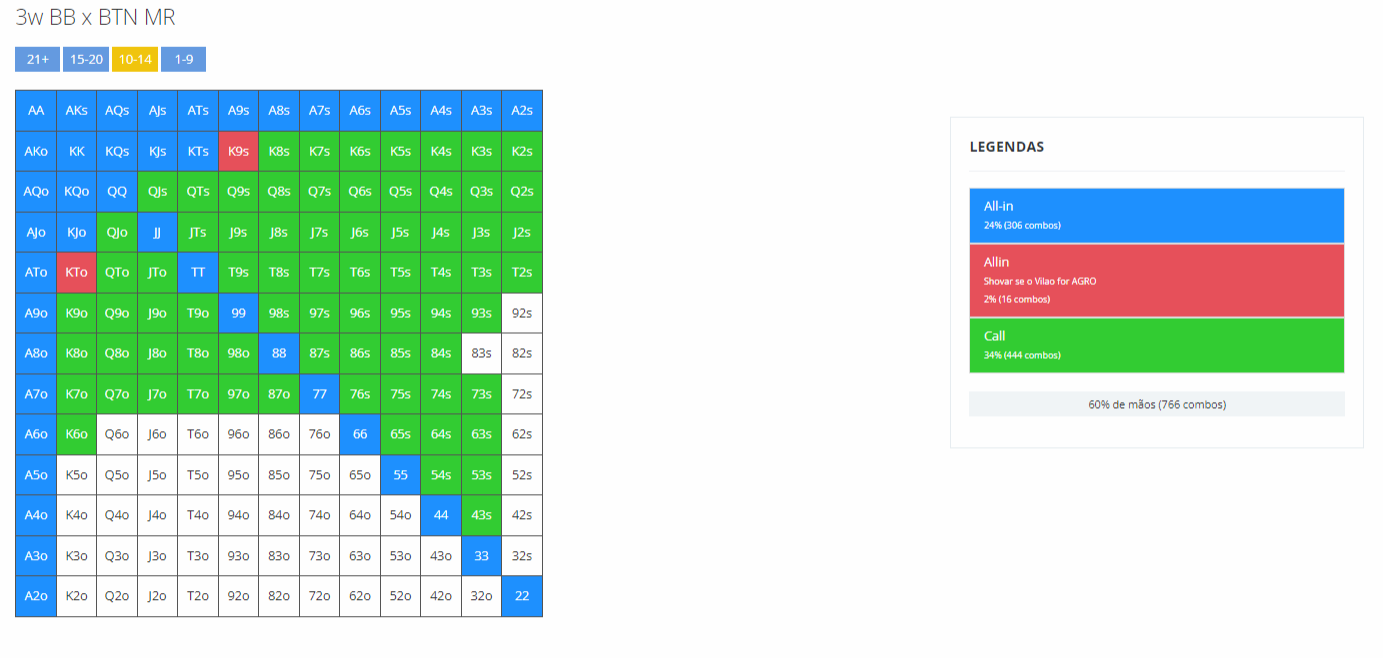 3w BB x BTN MR
21+ 15-20 10-14 1-9
AA AKs AQs AJs ATs A9s A8s A7s A6s A5s A4s A3s A2s
AKo KK KQs KJs KTs K9s K8s K7s K6s K5s K4s K3s K2s
AQo KQo QQ QJs QTs Q9s Q8s Q7s Q6s Q5s Q4s Q3s Q2s
AJo KJo QJo JJ JTs J9s J8s J7s J6s J5s J4s J3s J2s
ATo KTo QTo JTo TT T9s T8s T7s T6s T5s T4s T3s T2s
A9o K9o Q9o J9o T9o 99 98s 97s 96s 95s 94s 93s 92s
A8o K8o Q8o J8o T8o 98o 88 87s 86s 85s 84s 83s 82s
A7o K7o Q7o J7o T7o 97o 87o 77 76s 75s 74s 73s 72s
A6o K6o Q6o J6o T6o 96o 86o 76o 66 65s 64s 63s 62s
A5o K5o Q5o J5o T5o 95o 85o 75o 65o 55 54s 53s 52s
A4o K4o Q4o J4o T4o 94o 84o 74o 64o 54o 44 43s 42s
A3o K3o Q3o J3o T3o 93o 83o 73o 63o 53o 43o 33 32s
A2o K2o Q2o J2o T2o 92o 82o 72o 62o 52o 42o 32o 22
LEGENDAS
All-in
24% (306 combos)
Allin
Shovar se o Vilao for AGRO
2% (16 combos)
Call
34% (444 combos)
60% de mãos (766 combos)